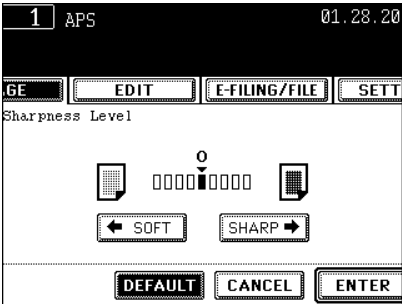 1 APS 01.28.20
GE EDIT E-FILING/FILE SETT
Sharpness Level
0
SOFT SHARP
DEFAULT CANCEL ENTER